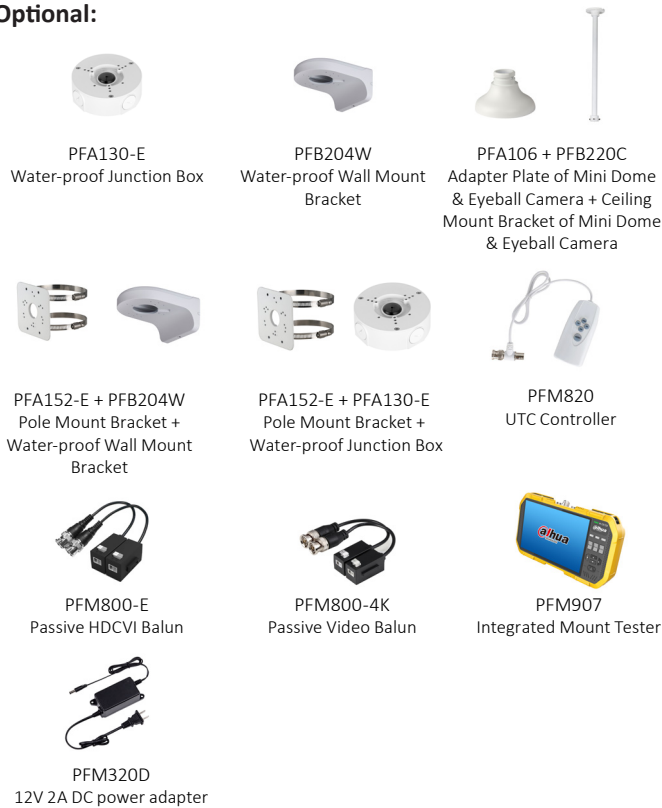 Optional:
PFA130-E
Water-proof Junction Box
PFB204W
Water-proof Wall Mount
Bracket
PFA106 + PFB220C
Adapter Plate of Mini Dome
& Eyeball Camera + Ceiling
Mount Bracket of Mini Dome
& Eyeball Camera
PFA152-E + PFB204W
Pole Mount Bracket +
Water-proof Wall Mount
Bracket
PFA152-E + PFA130-E
Pole Mount Bracket +
Water-proof Junction Box
PFM820
UTC Controller
PFM800-E
Passive HDCVI Balun
PFM800-4K
Passive Video Balun
alhua
PFM907
Integrated Mount Tester
PFM320D
12V 2A DC power adapter